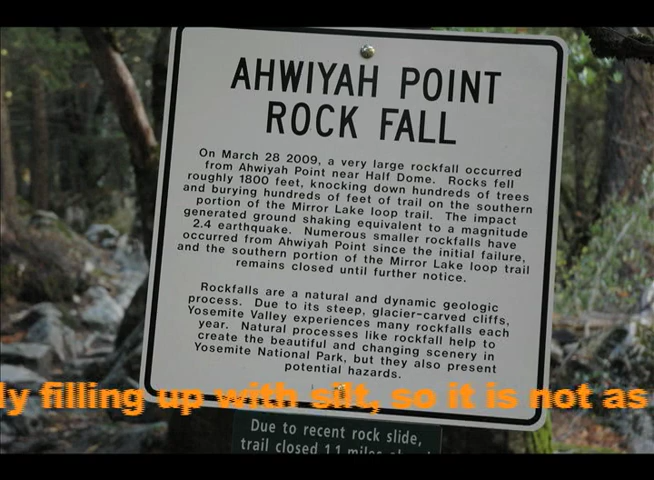 AHWIYAH POINT
ROCK FALL
On March 28 2009, a very large rockfall occurred
from Ahwiyah Point near Half Dome. Rocks fell
roughly 1800 feet, knocking down hundreds of trees
and burying hundreds of feet of trail on the southern
portion of the Mirror Lake loop trail. The impact
generated ground shaking equivalent to a magnitude
2.4 earthquake. Numerous smaller rockfalls have
occurred from Ahwiyah Point since the initial failure,
and the southern portion of the Mirror Lake loop trail
remains closed until further notice.
Rockfalls are a natural and dynamic geologic
process. Due to its steep, glacier-carved cliffs,
Yosemite Valley experiences many rockfalls each
year. Natural processes like rockfall help to
create the beautiful and changing scenery in
Yosemite National Park, but they also present
potential hazards.
ly filling up with silt, so it is not as
Due to recent rock slide,
trail closed 1.1 miles